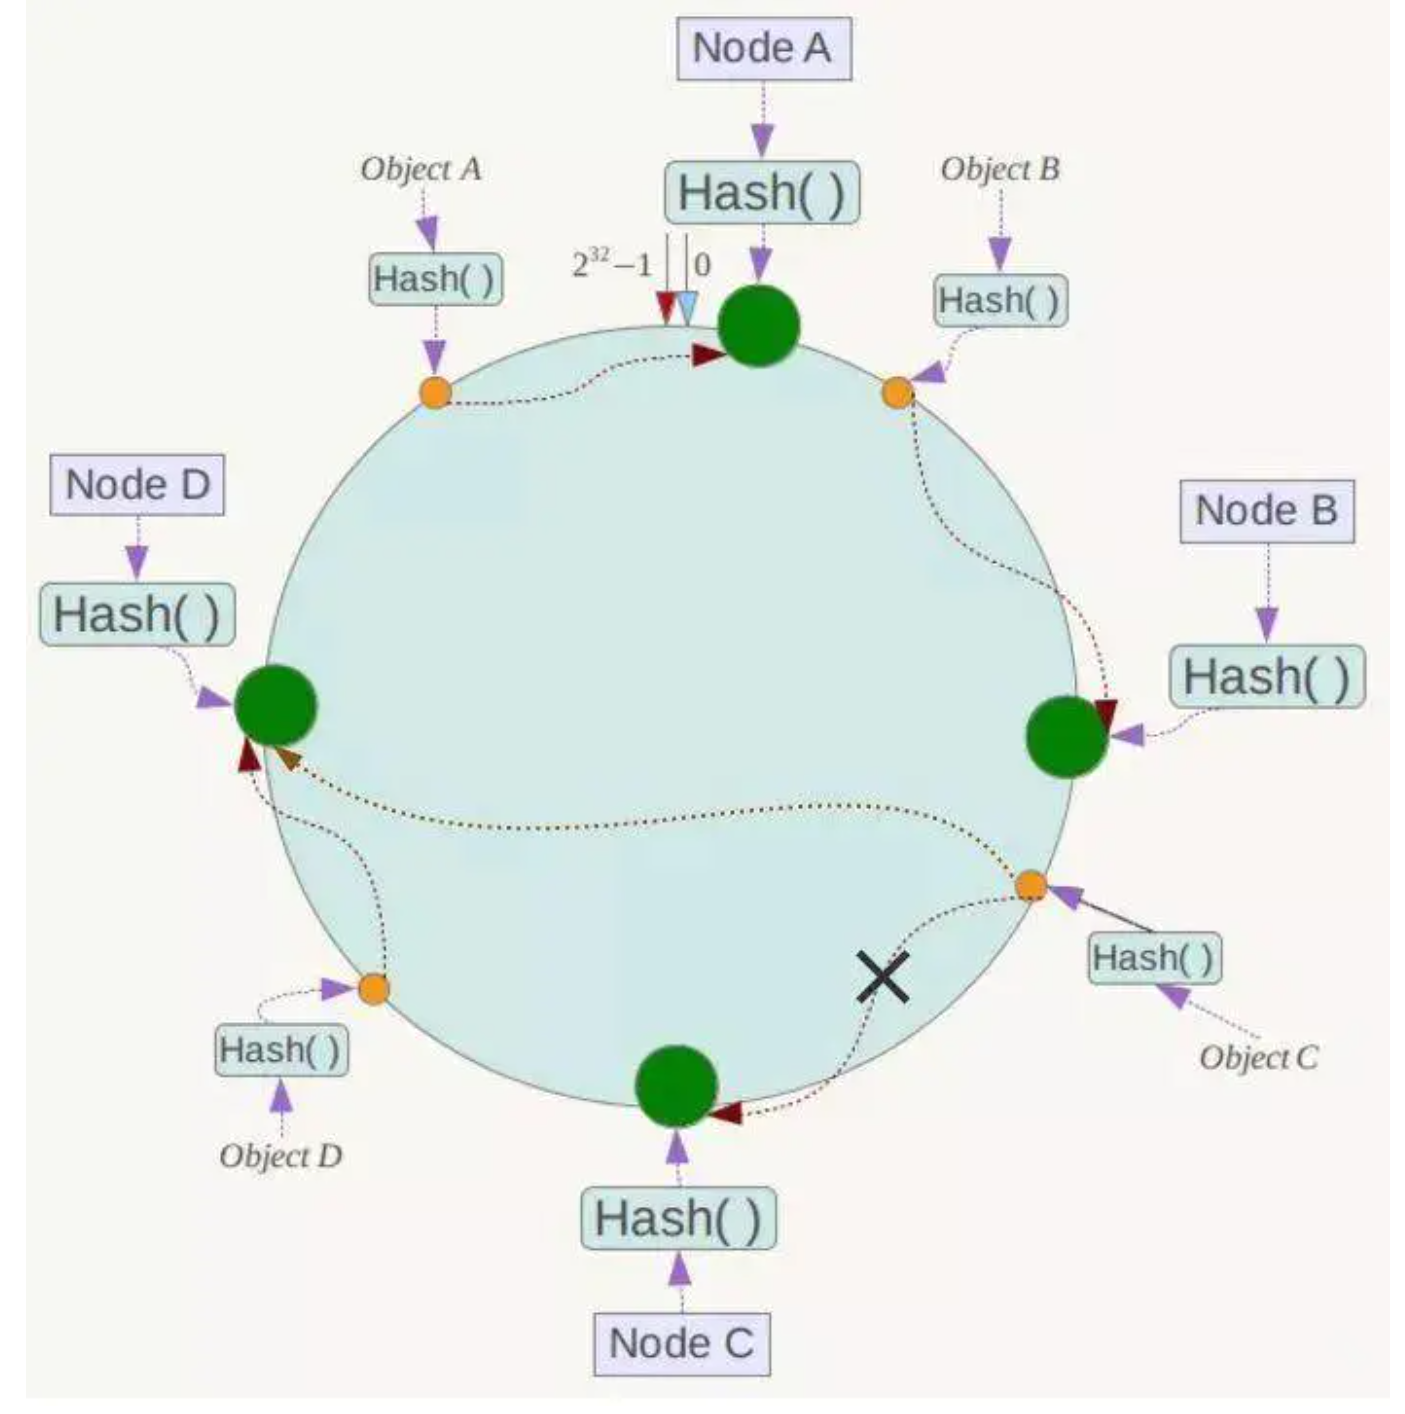 Node A
Object A
Object B
Hash( )
2³²−1
0
Hash( )
Hash( )
Node D
Node B
Hash( )
Hash( )
Hash( )
Object C
Hash( )
Object D
Hash( )
Node C